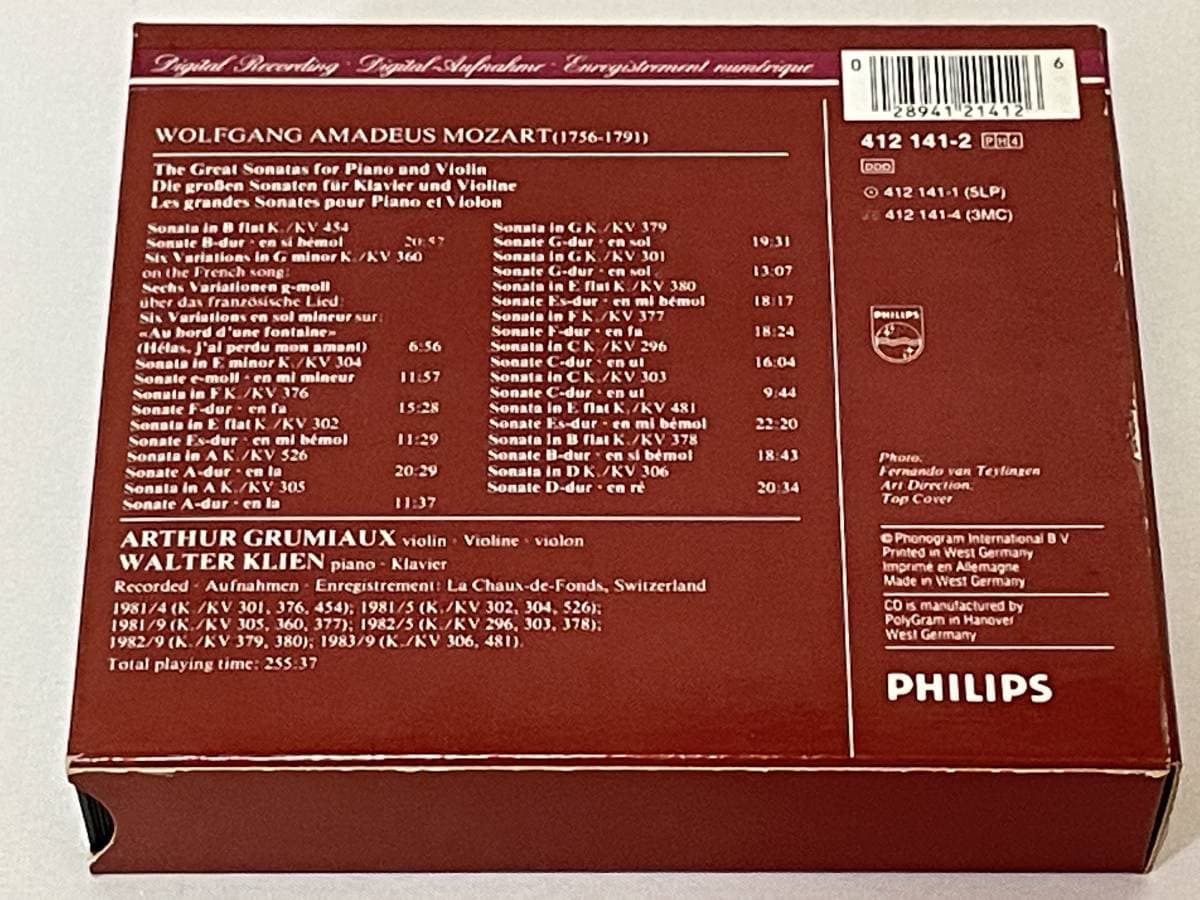 Digital Recording · Digital-Aufnahme · Enregistrement numérique
WOLFGANG AMADEUS MOZART (1756-1791)
The Great Sonatas for Piano and Violin
Die großen Sonaten für Klavier und Violine
Les grandes Sonates pour Piano et Violon
Sonata in B flat K./KV 454
Sonate B-dur · en si bémol 20:57
Six Variations in G minor K./KV 360
on the French song:
Sechs Variationen g-moll
über das französische Lied:
Six Variations en sol mineur sur:
«Au bord d'une fontaine»
(Hélas, j'ai perdu mon amant) 6:56
Sonata in E minor K./KV 304
Sonate e-moll · en mi mineur 11:57
Sonata in F K./KV 376
Sonate F-dur · en fa 15:28
Sonata in E flat K./KV 302
Sonate Es-dur · en mi bémol 11:29
Sonata in A K./KV 526
Sonate A-dur · en la 20:29
Sonata in A K./KV 305
Sonate A-dur · en la 11:37
Sonata in G K./KV 379
Sonate G-dur · en sol 19:31
Sonata in G K./KV 301
Sonate G-dur · en sol 13:07
Sonata in E flat K./KV 380
Sonate Es-dur · en mi bémol 18:17
Sonata in F K./KV 377
Sonate F-dur · en fa 18:24
Sonata in C K./KV 296
Sonate C-dur · en ut 16:04
Sonata in C K./KV 303
Sonate C-dur · en ut 9:44
Sonata in E flat K./KV 481
Sonate Es-dur · en mi bémol 22:20
Sonata in B flat K./KV 378
Sonate B-dur · en si bémol 18:43
Sonata in D K./KV 306
Sonate D-dur · en ré 20:34
ARTHUR GRUMIAUX violin · Violine · violon
WALTER KLIEN piano · Klavier
Recorded · Aufnahmen · Enregistrement: La Chaux-de-Fonds, Switzerland
1981/4 (K./KV 301, 376, 454); 1981/5 (K./KV 302, 304, 526);
1981/9 (K./KV 305, 360, 377); 1982/5 (K./KV 296, 303, 378);
1982/9 (K./KV 379, 380); 1983/9 (K./KV 306, 481).
Total playing time: 255.37
0 28941 21412 6
412 141-2 PH4
DDD
412 141-1 (5LP)
412 141-4 (3MC)
PHILIPS
Photo:
Fernando van Teylingen
Art Direction:
Top Cover
© Phonogram International B V
Printed in West Germany
Imprimé en Allemagne
Made in West Germany
CD is manufactured by
PolyGram in Hanover
West Germany
PHILIPS